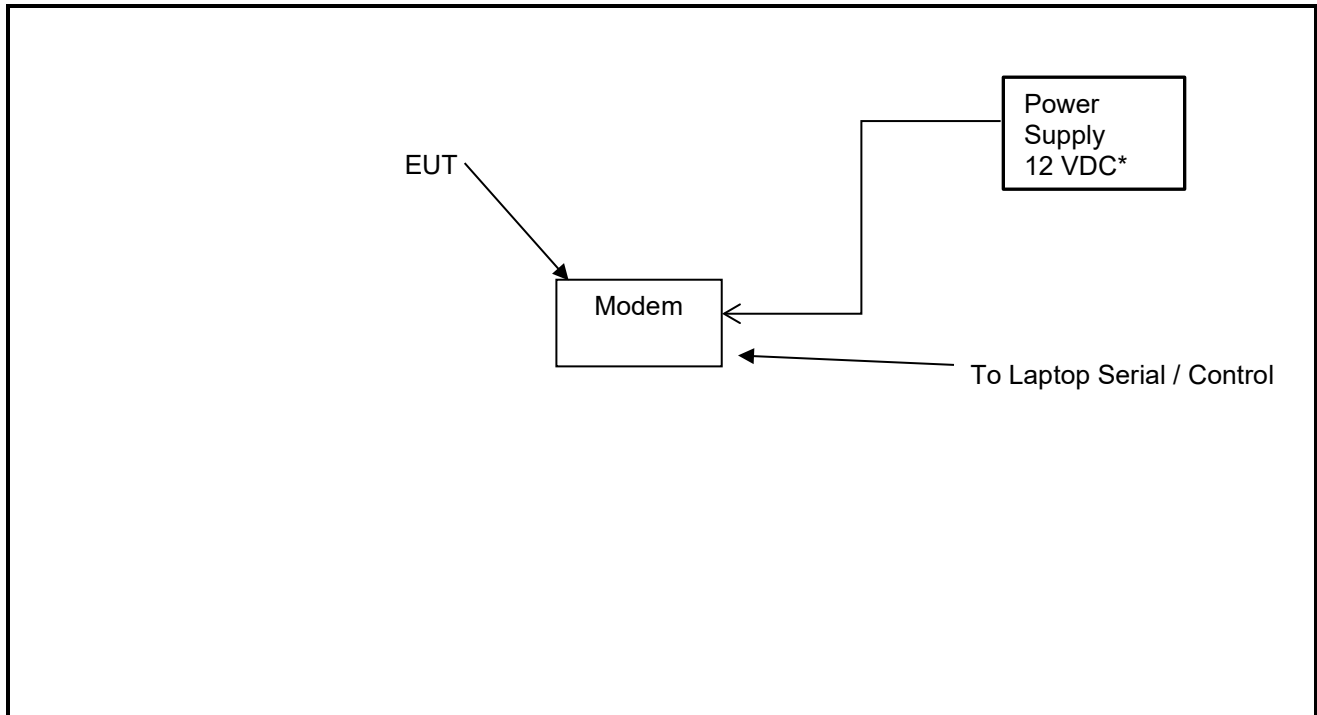 Power
Supply
12 VDC*
EUT
Modem
To Laptop Serial / Control